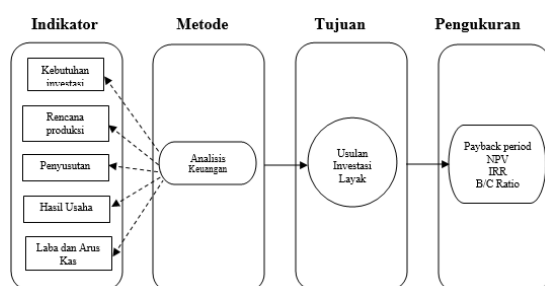 Indikator
Metode
Tujuan
Pengukuran
Kebutuhan
investasi
Rencana
produksi
Penyusutan
Hasil Usaha
Laba dan Arus
Kas
Analisis
Keuangan
Usulan
Investasi
Layak
Payback period
NPV
IRR
B/C Ratio